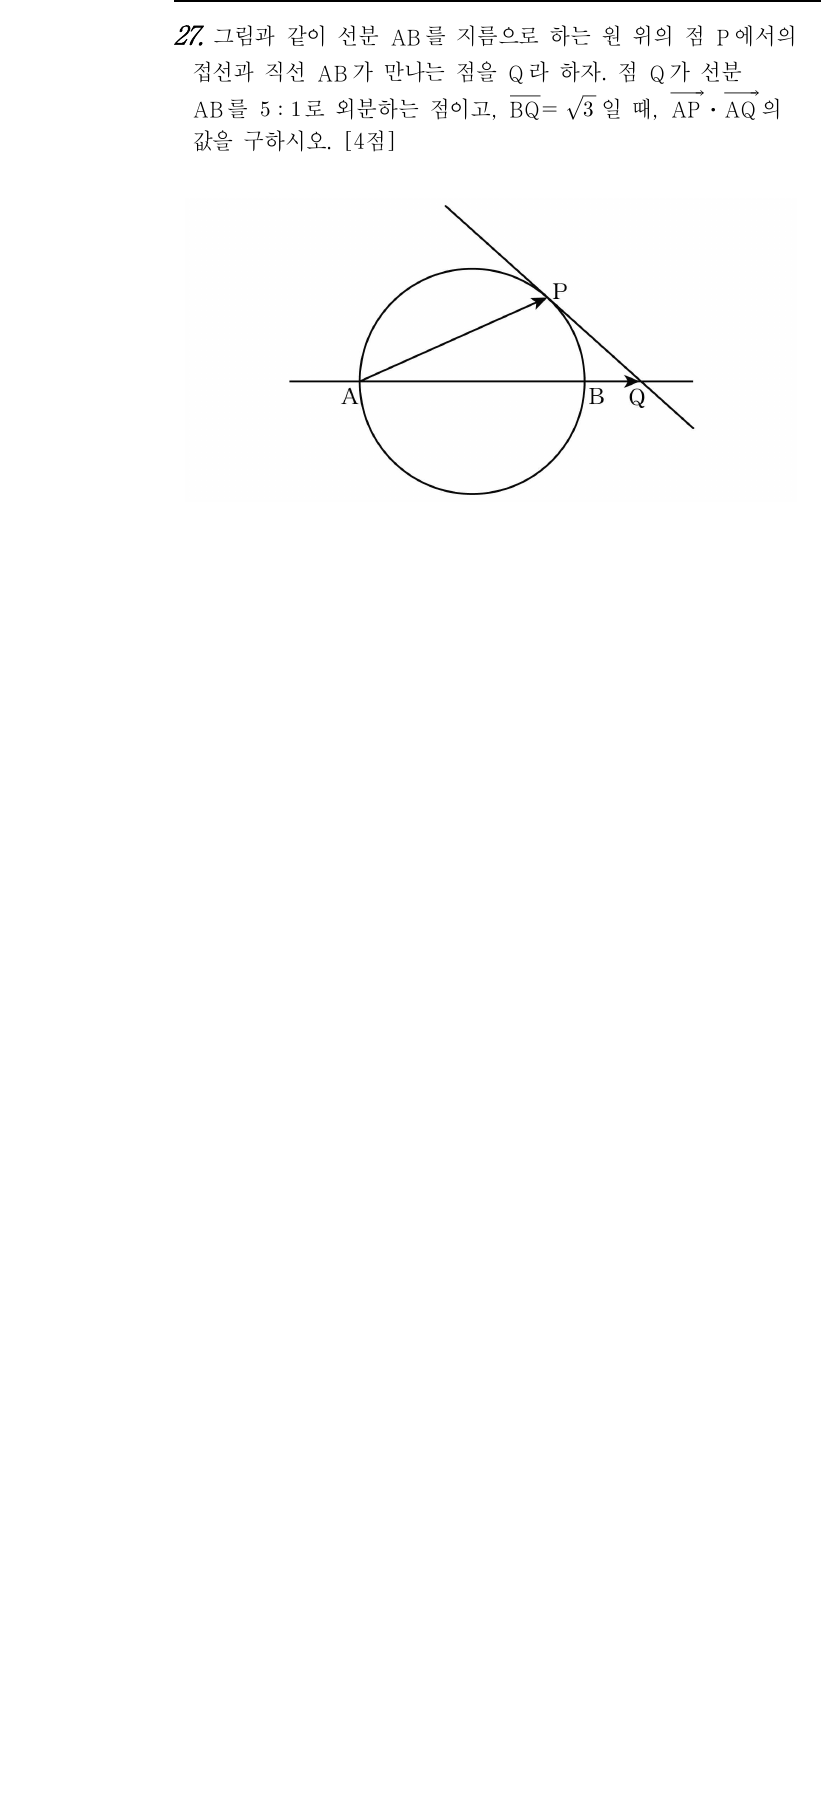 27. 그림과 같이 선분 AB를 지름으로 하는 원 위의 점 P에서의
접선과 직선 AB가 만나는 점을 Q라 하자. 점 Q가 선분
AB를 5 : 1로 외분하는 점이고, \overline{BQ}= √3 일 때, \overrightarrow{AP} · \overrightarrow{AQ}의
값을 구하시오. [4점]
P
A
B
Q